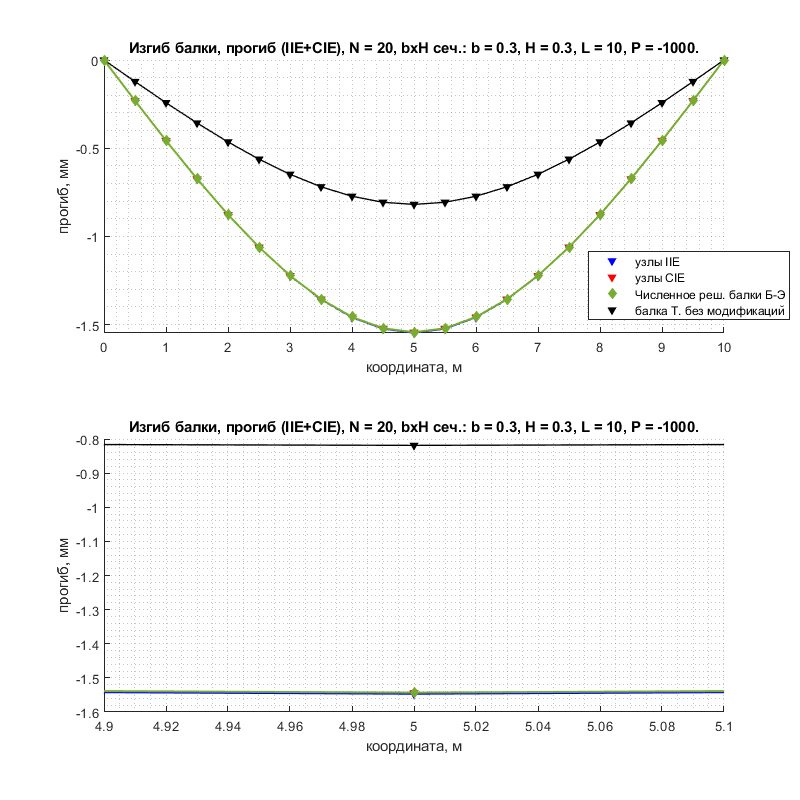 Изгиб балки, прогиб (IIE+CIE), N = 20, bxH сеч.: b = 0.3, H = 0.3, L = 10, P = -1000.
0
-0.5
-1
-1.5
прогиб, мм
узлы IIE
узлы CIE
Численное реш. балки Б-Э
балка Т. без модификаций
0 1 2 3 4 5 6 7 8 9 10
координата, м
Изгиб балки, прогиб (IIE+CIE), N = 20, bxH сеч.: b = 0.3, H = 0.3, L = 10, P = -1000.
-0.8
-0.9
-1
-1.1
-1.2
-1.3
-1.4
-1.5
-1.6
прогиб, мм
4.9 4.92 4.94 4.96 4.98 5 5.02 5.04 5.06 5.08 5.1
координата, м